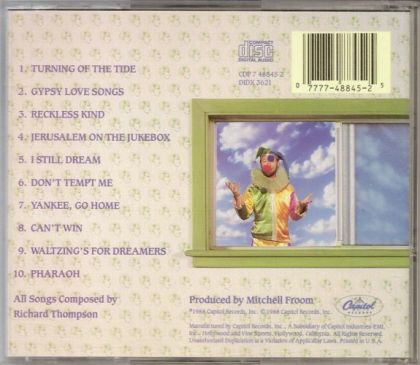 COMPACT
disc
DIGITAL AUDIO
CDP 7 48845 2
DIDX 3621
0 7777-48845-2 5
1. TURNING OF THE TIDE
2. GYPSY LOVE SONGS
3. RECKLESS KIND
4. JERUSALEM ON THE JUKEBOX
5. I STILL DREAM
6. DON'T TEMPT ME
7. YANKEE, GO HOME
8. CAN'T WIN
9. WALTZING'S FOR DREAMERS
10. PHARAOH
All Songs Composed by
Richard Thompson
Produced by Mitchell Froom
℗1988 Capitol Records, Inc. ©1988 Capitol Records, Inc.
Manufactured by Capitol Records, Inc., A Subsidiary of Capitol Industries-EMI,
Inc., Hollywood and Vine Streets, Hollywood, California. All Rights Reserved.
Unauthorized Duplication is a Violation of Applicable Laws. Printed in U.S.A.
Capitol
RECORDS